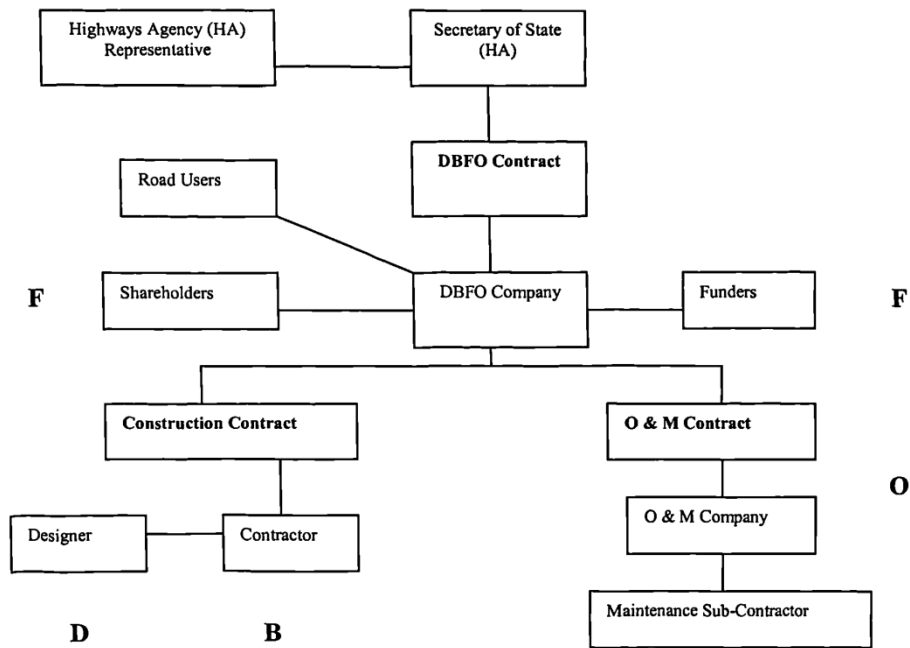 Highways Agency (HA)
Representative
Secretary of State
(HA)
DBFO Contract
Road Users
F
Shareholders
DBFO Company
Funders
F
Construction Contract
O & M Contract
O
O & M Company
Designer
Contractor
Maintenance Sub-Contractor
D
B